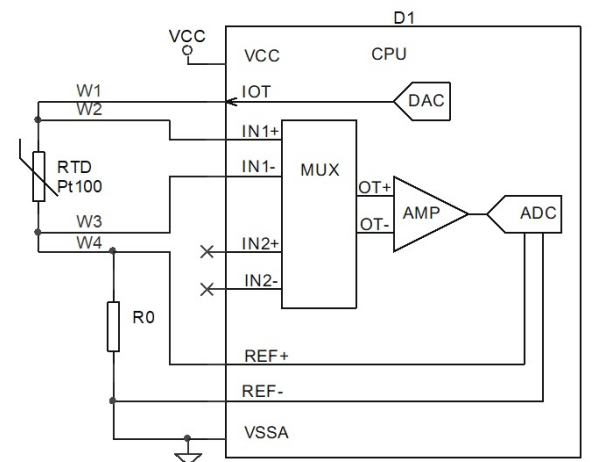 D1
VCC
VCC
CPU
W1
IOT
DAC
W2
IN1+
MUX
RTD
Pt100
IN1-
OT+
AMP
ADC
W3
OT-
W4
IN2+
IN2-
R0
REF+
REF-
VSSA